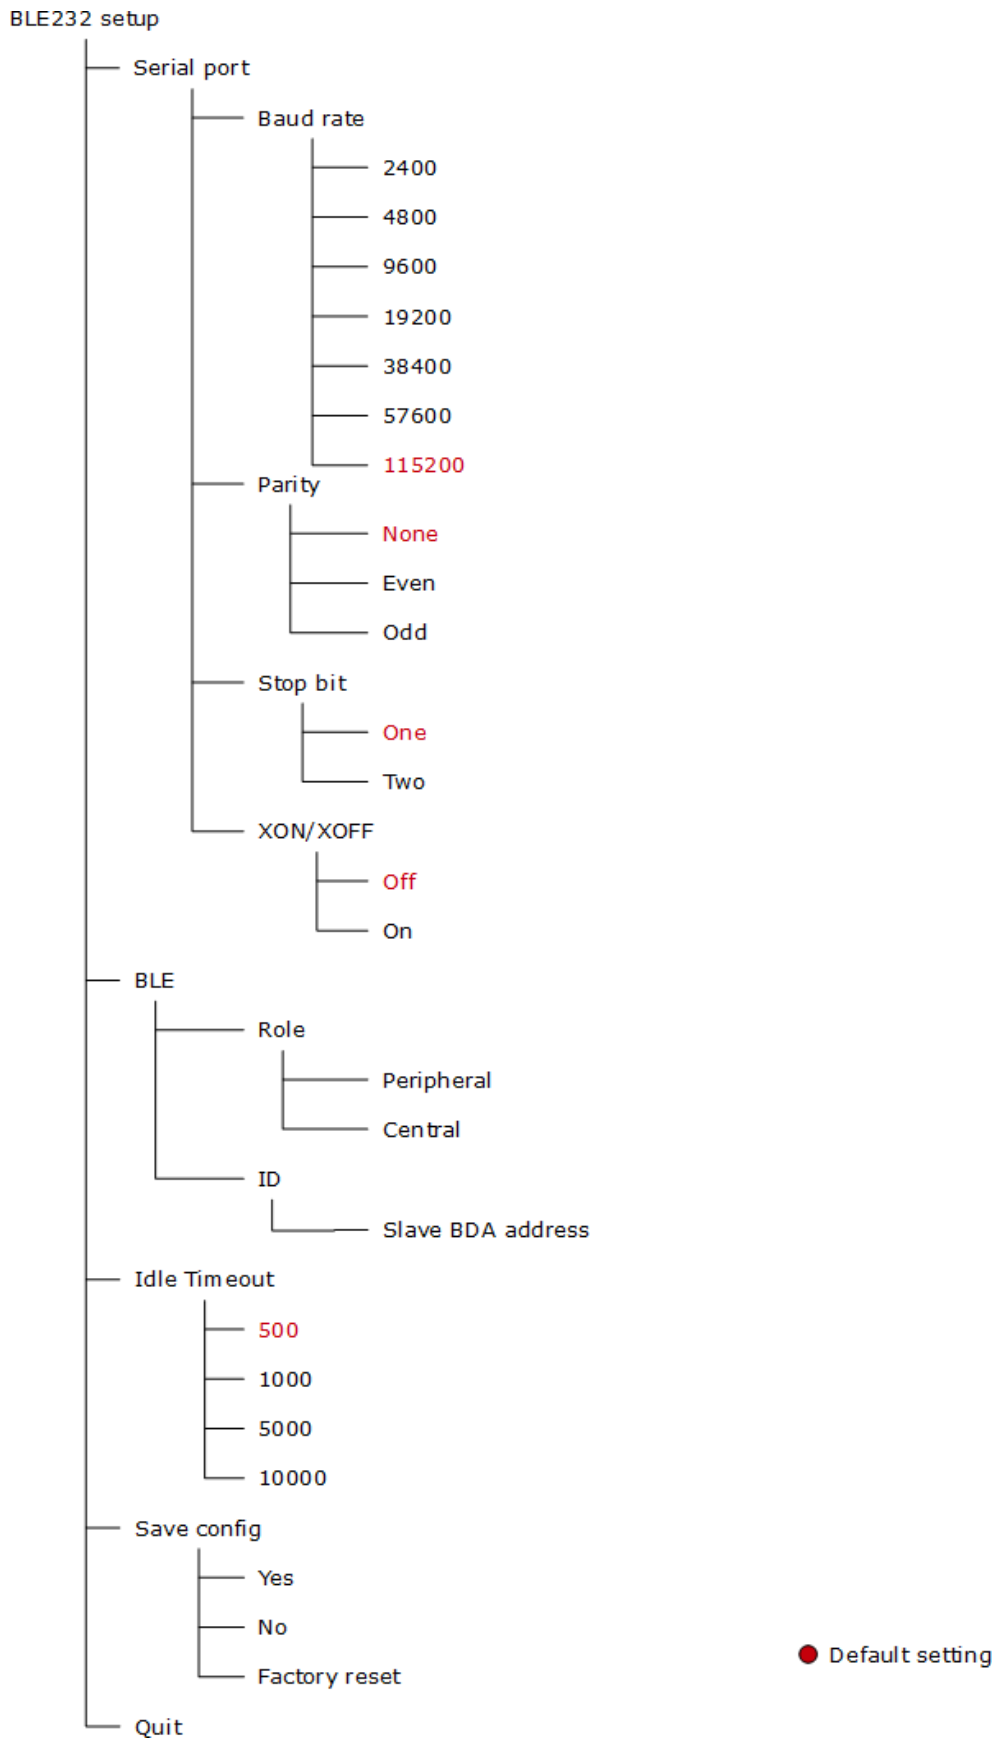 BLE232 setup
Serial port
Baud rate
2400
4800
9600
19200
38400
57600
115200
Parity
None
Even
Odd
Stop bit
One
Two
XON/XOFF
Off
On
BLE
Role
Peripheral
Central
ID
Slave BDA address
Idle Timeout
500
1000
5000
10000
Save config
Yes
No
Factory reset
Default setting
Quit